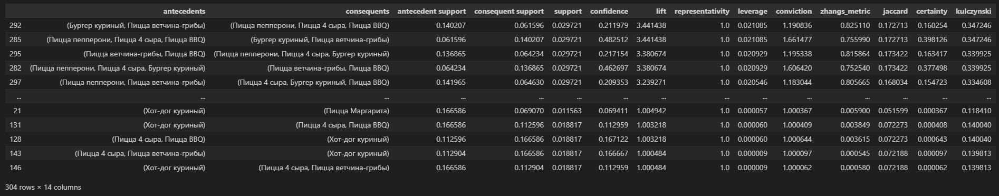 antecedents consequents antecedent support consequent support support confidence lift representativity leverage conviction zhangs_metric jaccard certainty kulczynski
292 (Бургер куриный, Пицца ветчина-грибы) (Пицца пепперони, Пицца 4 сыра, Пицца BBQ) 0.140207 0.061596 0.029721 0.211979 3.441438 1.0 0.021085 1.190836 0.825110 0.172713 0.160254 0.347246
285 (Пицца пепперони, Пицца 4 сыра, Пицца BBQ) (Бургер куриный, Пицца ветчина-грибы) 0.061596 0.140207 0.029721 0.482512 3.441438 1.0 0.021085 1.661477 0.755990 0.172713 0.398126 0.347246
295 (Пицца ветчина-грибы, Пицца BBQ) (Пицца пепперони, Пицца 4 сыра, Бургер куриный) 0.136865 0.064234 0.029721 0.217154 3.380674 1.0 0.020929 1.195338 0.815864 0.173422 0.163417 0.339925
282 (Пицца пепперони, Пицца 4 сыра, Бургер куриный) (Пицца ветчина-грибы, Пицца BBQ) 0.064234 0.136865 0.029721 0.462697 3.380674 1.0 0.020929 1.606420 0.752540 0.173422 0.377498 0.339925
297 (Пицца пепперони, Пицца ветчина-грибы) (Пицца 4 сыра, Бургер куриный, Пицца BBQ) 0.141965 0.064630 0.029721 0.209353 3.239271 1.0 0.020546 1.183044 0.805665 0.168034 0.154723 0.334608
... ... ... ... ... ... ... ... ... ... ... ... ... ... ...
21 (Хот-дог куриный) (Пицца Маргарита) 0.166586 0.069070 0.011563 0.069411 1.004942 1.0 0.000057 1.000367 0.005900 0.051599 0.000367 0.118410
131 (Хот-дог куриный) (Пицца 4 сыра, Пицца BBQ) 0.166586 0.112596 0.018817 0.112959 1.003218 1.0 0.000060 1.000409 0.003849 0.072273 0.000408 0.140040
128 (Пицца 4 сыра, Пицца BBQ) (Хот-дог куриный) 0.112596 0.166586 0.018817 0.167122 1.003218 1.0 0.000060 1.000644 0.003615 0.072273 0.000643 0.140040
143 (Пицца 4 сыра, Пицца ветчина-грибы) (Хот-дог куриный) 0.112904 0.166586 0.018817 0.166667 1.000484 1.0 0.000009 1.000097 0.000545 0.072188 0.000097 0.139813
146 (Хот-дог куриный) (Пицца 4 сыра, Пицца ветчина-грибы) 0.166586 0.112904 0.018817 0.112959 1.000484 1.0 0.000009 1.000062 0.000580 0.072188 0.000062 0.139813
304 rows × 14 columns